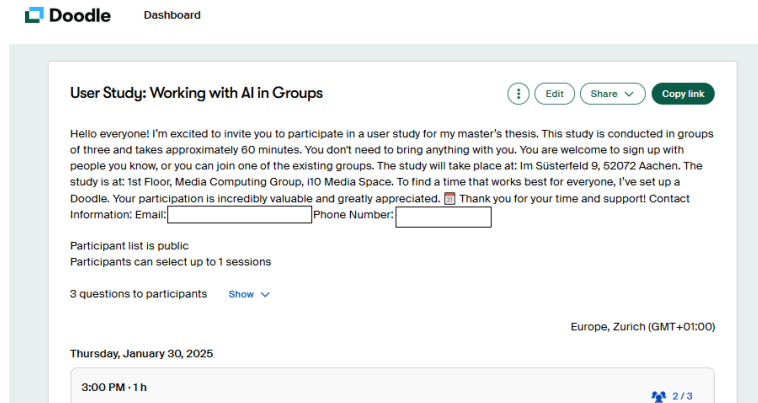 Doodle Dashboard
User Study: Working with AI in Groups
Edit Share Copy link
Hello everyone! I'm excited to invite you to participate in a user study for my master's thesis. This study is conducted in groups
of three and takes approximately 60 minutes. You don't need to bring anything with you. You are welcome to sign up with
people you know, or you can join one of the existing groups. The study will take place at: Im Süsterfeld 9, 52072 Aachen. The
study is at: 1st Floor, Media Computing Group, i10 Media Space. To find a time that works best for everyone, I've set up a
Doodle. Your participation is incredibly valuable and greatly appreciated. 📅 Thank you for your time and support! Contact
Information: Email: Phone Number:
Participant list is public
Participants can select up to 1 sessions
3 questions to participants Show
Europe, Zurich (GMT+01:00)
Thursday, January 30, 2025
3:00 PM · 1 h
2 / 3